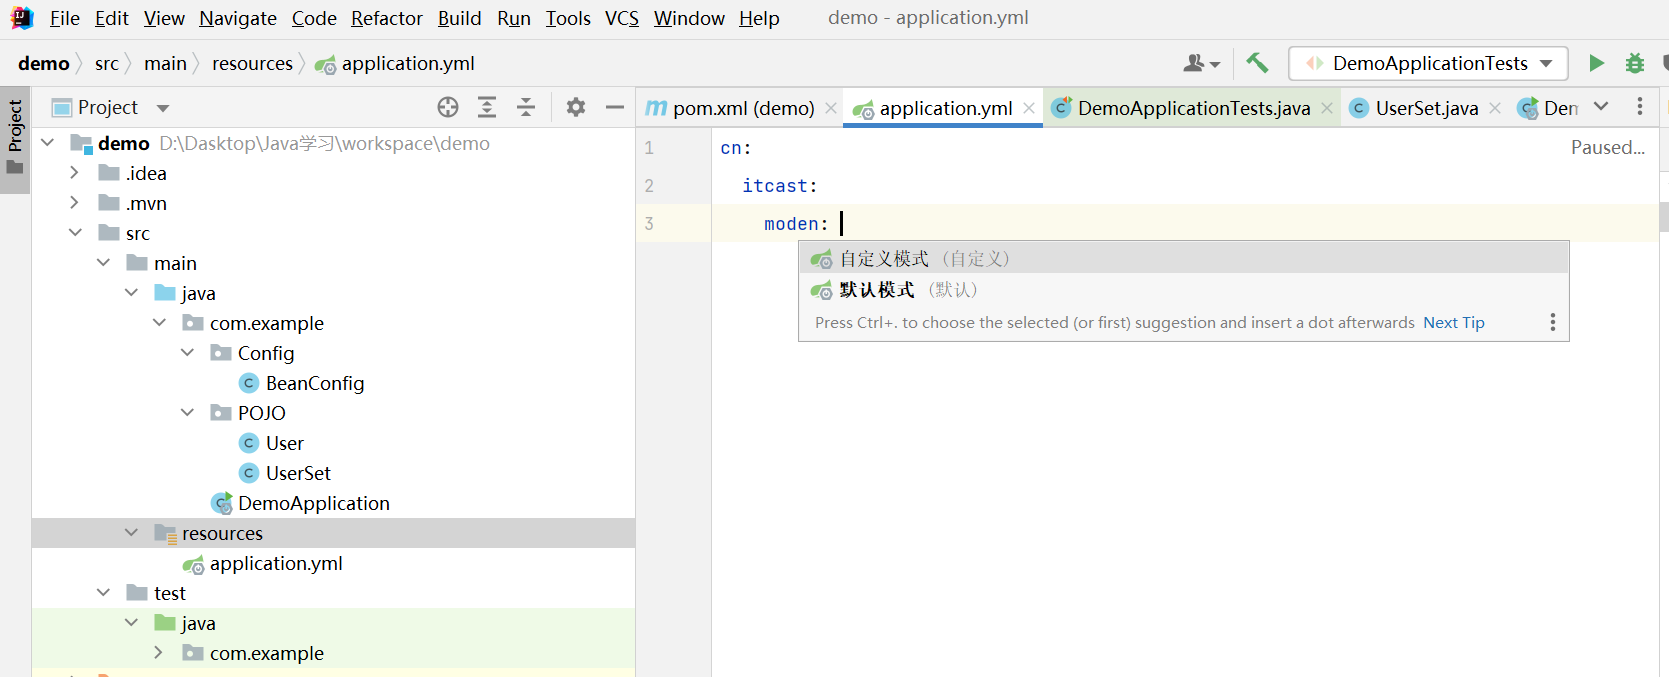 File Edit View Navigate Code Refactor Build Run Tools VCS Window Help demo - application.yml
demo src main resources application.yml DemoApplicationTests
Project
Project
pom.xml (demo) application.yml DemoApplicationTests.java UserSet.java Den
demo D:\Dasktop\Java学习\workspace\demo
.idea
.mvn
src
main
java
com.example
Config
BeanConfig
POJO
User
UserSet
DemoApplication
resources
application.yml
test
java
com.example
1 cn: Paused...
2 itcast:
3 moden:
自定义模式 (自定义)
默认模式 (默认)
Press Ctrl+. to choose the selected (or first) suggestion and insert a dot afterwards Next Tip